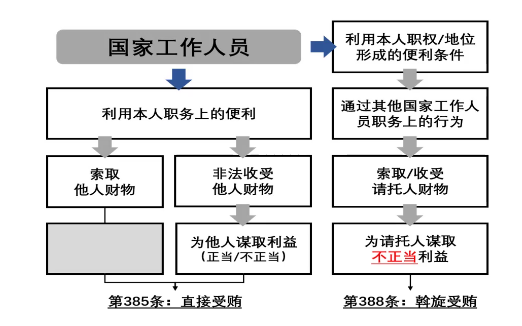 国家工作人员
利用本人职权/地位
形成的便利条件
利用本人职务上的便利
通过其他国家工作人
员职务上的行为
索取
他人财物
非法收受
他人财物
索取/收受
请托人财物
为他人谋取利益
(正当/不正当)
为请托人谋取
不正当利益
第385条：直接受贿
第388条：斡旋受贿